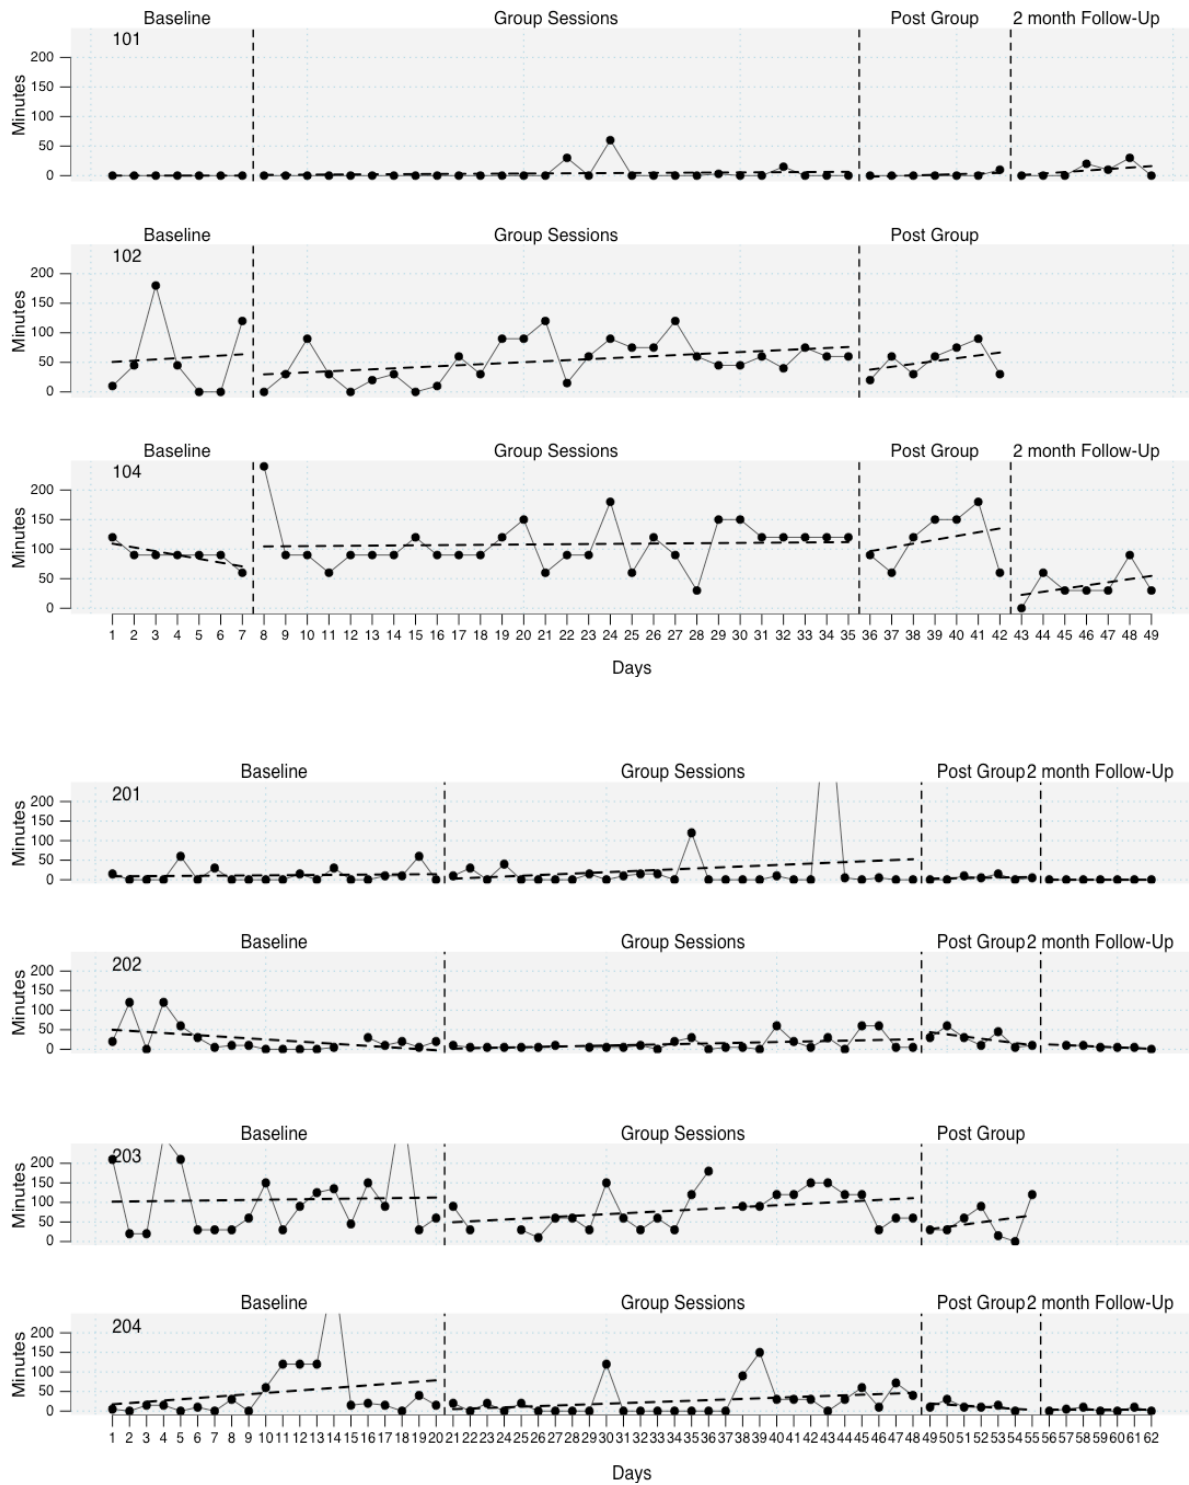 Baseline Group Sessions Post Group 2 month Follow-Up
101
200
150
100
50
0
Minutes
Baseline Group Sessions Post Group
102
200
150
100
50
0
Minutes
Baseline Group Sessions Post Group 2 month Follow-Up
104
200
150
100
50
0
Minutes
1 2 3 4 5 6 7 8 9 10 11 12 13 14 15 16 17 18 19 20 21 22 23 24 25 26 27 28 29 30 31 32 33 34 35 36 37 38 39 40 41 42 43 44 45 46 47 48 49
Days
Baseline Group Sessions Post Group 2 month Follow-Up
201
200
150
100
50
0
Minutes
Baseline Group Sessions Post Group 2 month Follow-Up
202
200
150
100
50
0
Minutes
Baseline Group Sessions Post Group
203
200
150
100
50
0
Minutes
Baseline Group Sessions Post Group 2 month Follow-Up
204
200
150
100
50
0
Minutes
1 2 3 4 5 6 7 8 9 10 11 12 13 14 15 16 17 18 19 20 21 22 23 24 25 26 27 28 29 30 31 32 33 34 35 36 37 38 39 40 41 42 43 44 45 46 47 48 49 50 51 52 53 54 55 56 57 58 59 60 61 62
Days